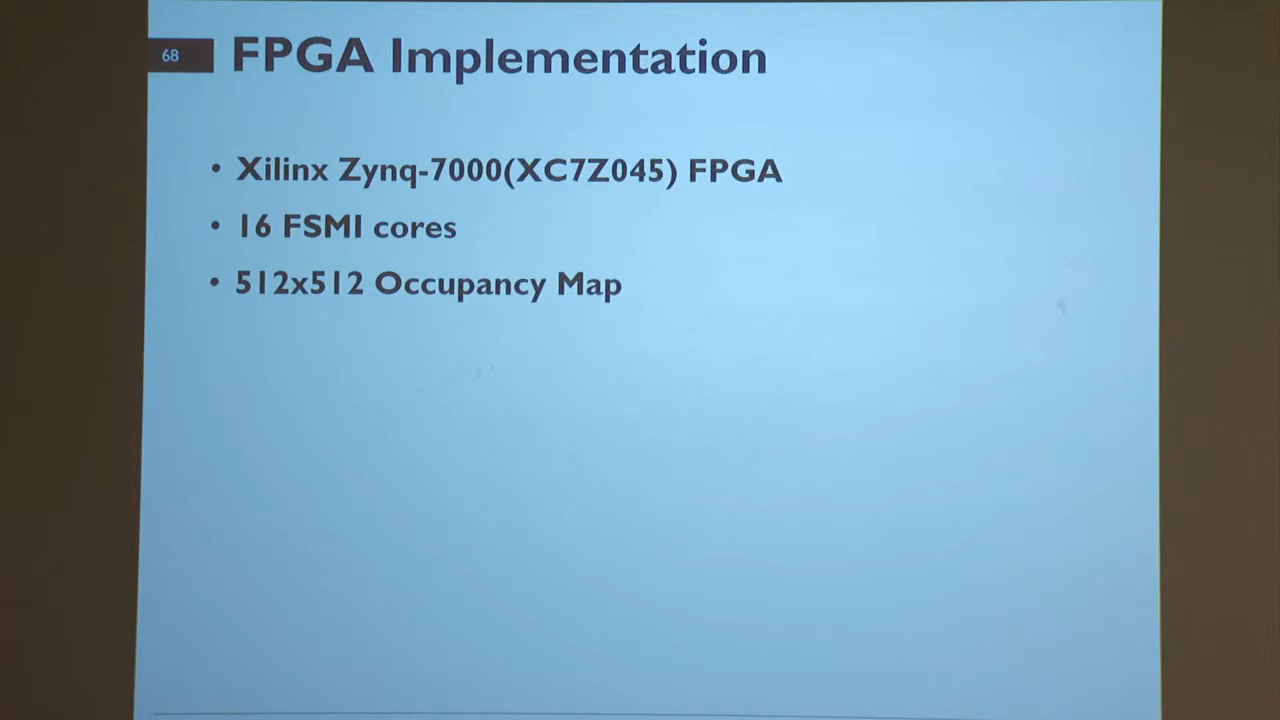 68
FPGA Implementation
• Xilinx Zynq-7000(XC7Z045) FPGA
• 16 FSMI cores
• 512x512 Occupancy Map